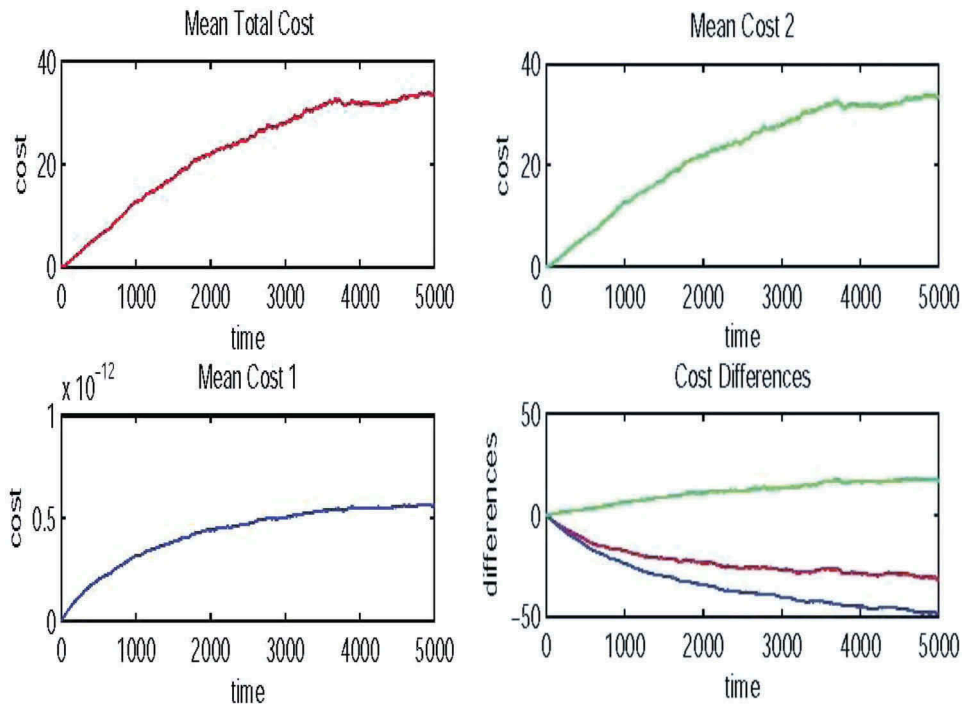 Mean Total Cost
40
20
0
cost
0 1000 2000 3000 4000 5000
time
Mean Cost 2
40
20
0
cost
0 1000 2000 3000 4000 5000
time
x 10^-12
Mean Cost 1
1
0.5
0
cost
0 1000 2000 3000 4000 5000
time
Cost Differences
50
0
-50
differences
0 1000 2000 3000 4000 5000
time